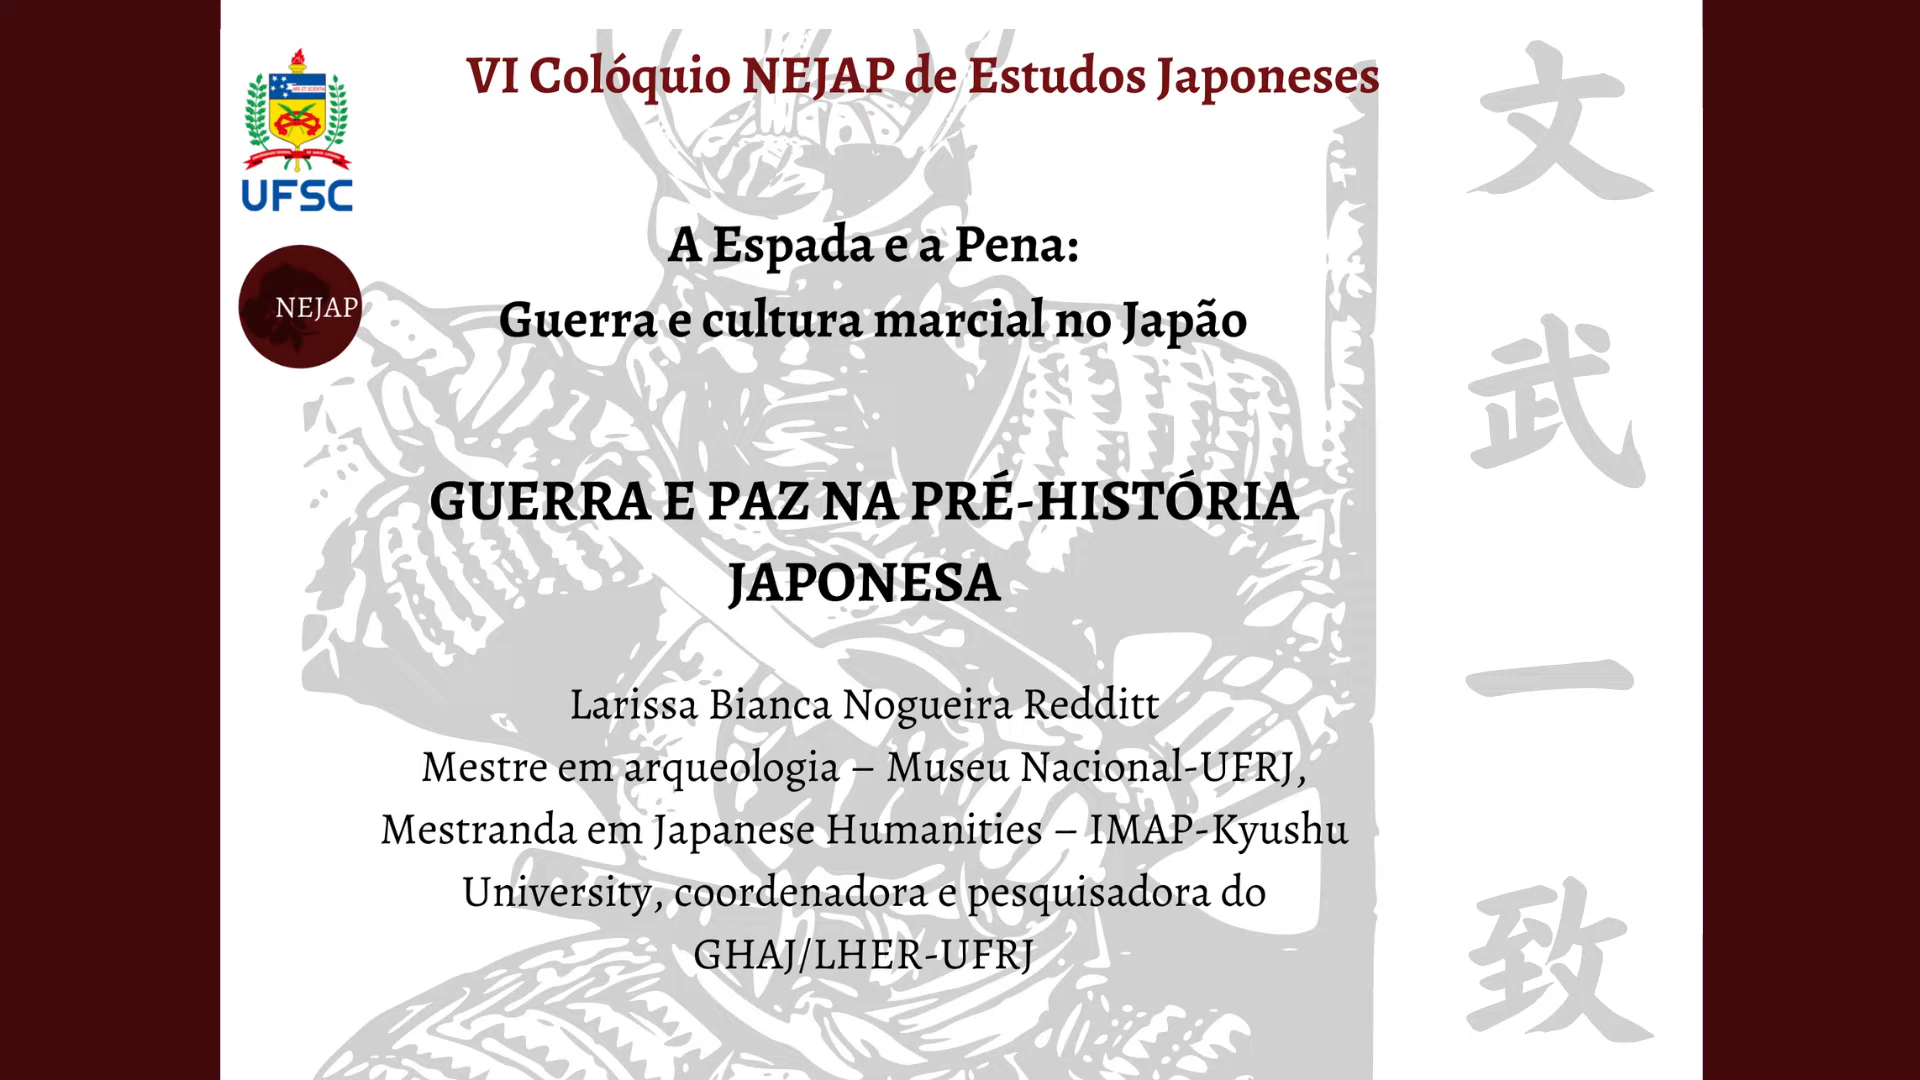 VI Colóquio NEJAP de Estudos Japoneses
UFSC
NEJAP
A Espada e a Pena:
Guerra e cultura marcial no Japão
GUERRA E PAZ NA PRÉ-HISTÓRIA
JAPONESA
Larissa Bianca Nogueira Redditt
Mestre em arqueologia – Museu Nacional-UFRJ,
Mestranda em Japanese Humanities – IMAP-Kyushu
University, coordenadora e pesquisadora do
GHAJ/LHER-UFRJ
文武一致